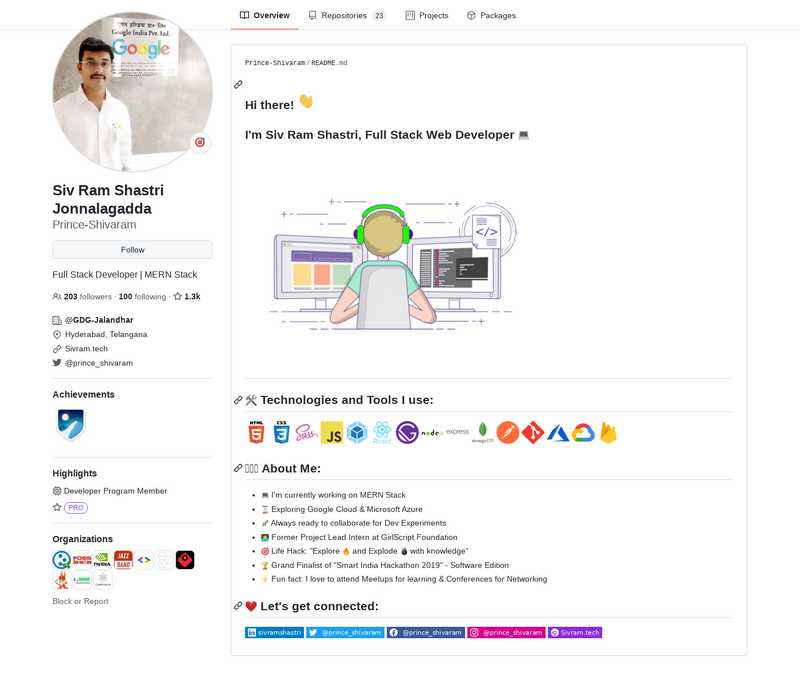 Overview
Repositories 23
Projects
Packages
Google India Pvt. Ltd
Google
Siv Ram Shastri
Jonnalagadda
Prince-Shivaram
Follow
Full Stack Developer | MERN Stack
203 followers · 100 following · 1.3k
@GDG-Jalandhar
Hyderabad, Telangana
Sivram.tech
@prince_shivaram
Achievements
Highlights
Developer Program Member
PRO
Organizations
NVIDIA
JAZZ
BAND
Block or Report
Prince-Shivaram/README.md
Hi there! 👋
I'm Siv Ram Shastri, Full Stack Web Developer 💻
</>
🛠 Technologies and Tools I use:
HTML
5
CSS
3
Sass
JS
React
node
express
mongoDB
About Me:
💻 I'm currently working on MERN Stack
⏳ Exploring Google Cloud & Microsoft Azure
🚀 Always ready to collaborate for Dev Experiments
👨‍💻 Former Project Lead Intern at GirlScript Foundation
🎯 Life Hack: "Explore 🔥 and Explode 💣 with knowledge"
🏆 Grand Finalist of "Smart India Hackathon 2019" - Software Edition
⚡ Fun fact: I love to attend Meetups for learning & Conferences for Networking
❤️ Let's get connected:
sivramshastri
@prince_shivaram
@prince_shivaram
@prince_shivaram
Sivram.tech